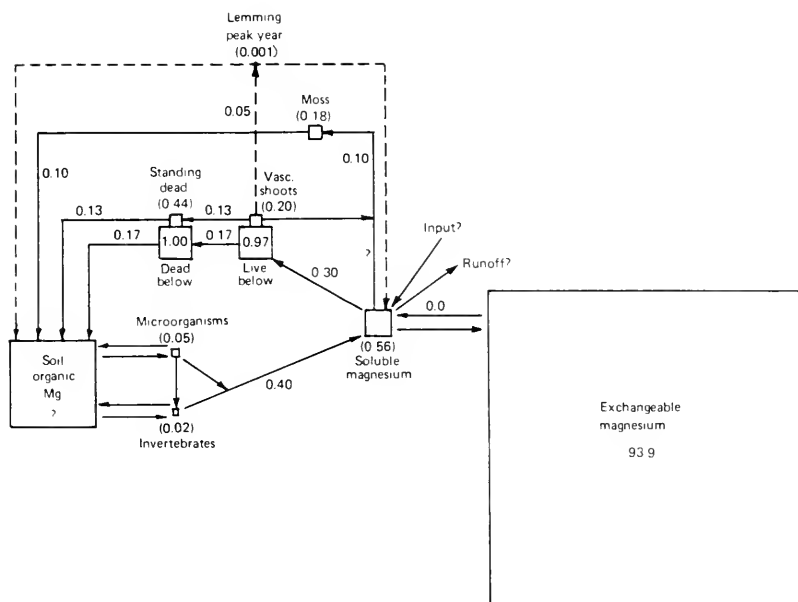 Lemming
peak year
(0.001)
Moss
(0.18)
0.05
0.10
0.10
Standing
dead
(0.44)
Vasc.
shoots
(0.20)
0.13
0.13
0.17
0.17
1.00
0.97
Dead
below
Live
below
?
Input?
Runoff?
0.30
0.0
(0.56)
Soluble
magnesium
Microorganisms
(0.05)
Soil
organic
Mg
?
0.40
(0.02)
Invertebrates
Exchangeable
magnesium
93.9